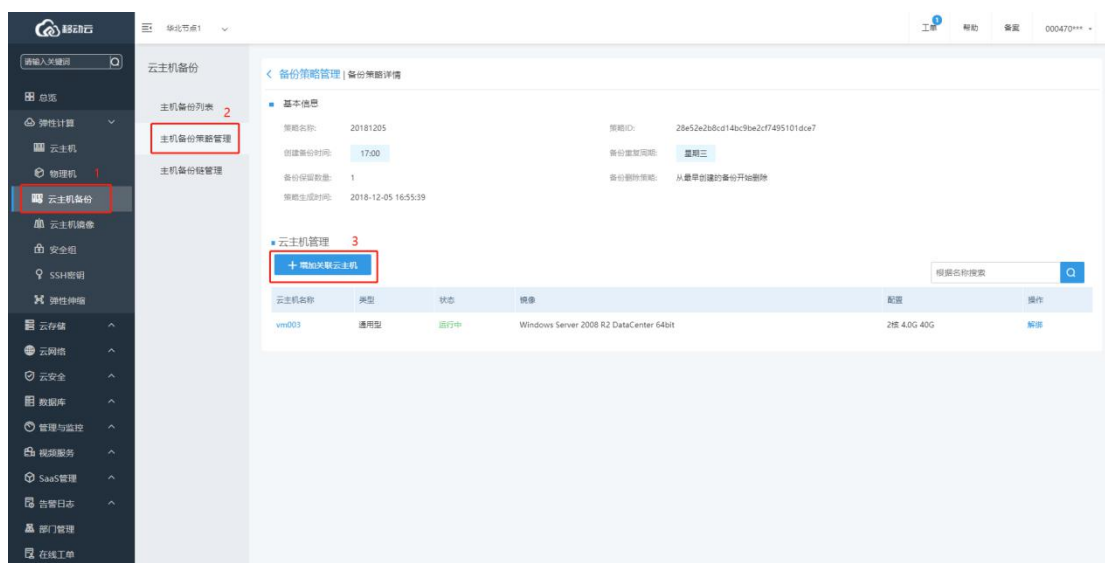 移动云
华北节点1
工单
1
帮助
备案
000470***
请输入关键词
总览
弹性计算
云主机
物理机
1
云主机备份
云主机镜像
安全组
SSH密钥
弹性伸缩
云存储
云网络
云安全
数据库
管理与监控
视频服务
SaaS管理
告警日志
部门管理
在线工单
云主机备份
主机备份列表
2
主机备份策略管理
主机备份链管理
< 备份策略管理 | 备份策略详情
基本信息
策略名称: 20181205 策略ID: 28e52e2b8cd14bc9be2cf7495101dce7
创建备份时间: 17:00 备份重复周期: 星期三
备份保留数量: 1 备份删除策略: 从最早创建的备份开始删除
策略生成时间: 2018-12-05 16:55:39
云主机管理 3
+ 增加关联云主机
根据名称搜索
云主机名称 类型 状态 镜像 配置 操作
vm003 通用型 运行中 Windows Server 2008 R2 DataCenter 64bit 2核 4.0G 40G 解绑